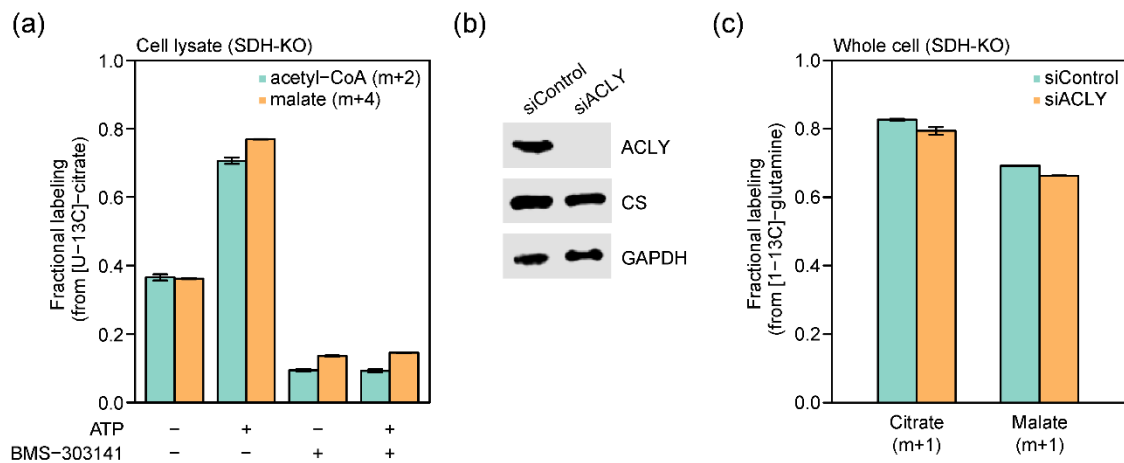 (a)
Cell lysate (SDH-KO)
acetyl−CoA (m+2)
malate (m+4)
Fractional labeling
(from [U−13C]−citrate)
1.0
0.8
0.6
0.4
0.2
0.0
ATP − + − +
BMS−303141 − − + +
(b)
siControl
siACLY
ACLY
CS
GAPDH
(c)
Whole cell (SDH-KO)
siControl
siACLY
Fractional labeling
(from [1−13C]−glutamine)
1.0
0.8
0.6
0.4
0.2
0.0
Citrate
(m+1)
Malate
(m+1)